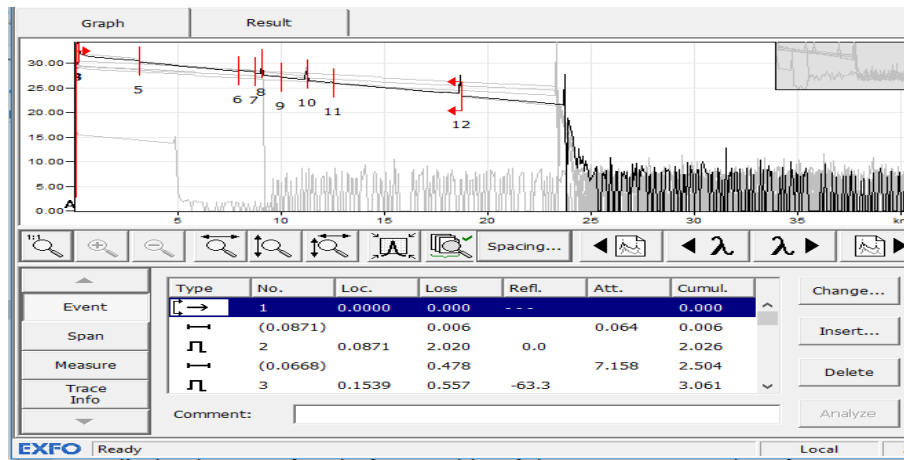 Graph Result
30.00
25.00
20.00
15.00
10.00
5.00
0.00
A
5 6 7 8 9 10 11 12
5 10 15 20 25 30 35
1:1 Spacing... λ λ
Event
Span
Measure
Trace
Info
Type No. Loc. Loss Refl. Att. Cumul.
1 0.0000 0.000 --- 0.000
(0.0871) 0.006 0.064 0.006
2 0.0871 2.020 0.0 2.026
(0.0668) 0.478 7.158 2.504
3 0.1539 0.557 -63.3 3.061
Comment:
Change...
Insert...
Delete
Analyze
EXFO Ready Local